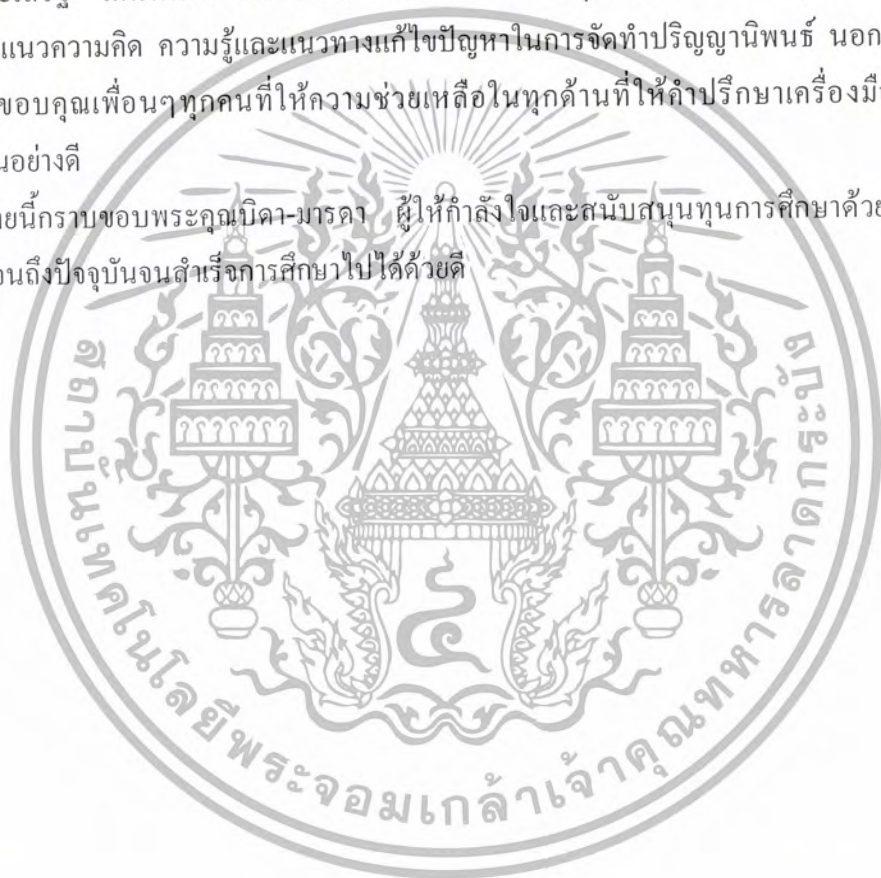 แนวความคิด ความรู้และแนวทางแก้ไขปัญหาในการจัดทำปริญญานิพนธ์ นอก
ขอบคุณเพื่อนๆทุกคนที่ให้ความช่วยเหลือในทุกด้านที่ให้คำปรึกษาเครื่องมื
นอย่างดี
ายนี้กราบขอบพระคุณบิดา-มารดา ผู้ให้กำลังใจและสนับสนุนทุนการศึกษาด้วย
อนถึงปัจจุบันจนสำเร็จการศึกษาไปได้ด้วยดี
สถาบันเทคโนโลยีพระจอมเกล้าเจ้าคุณทหารลาดกระบัง
๔